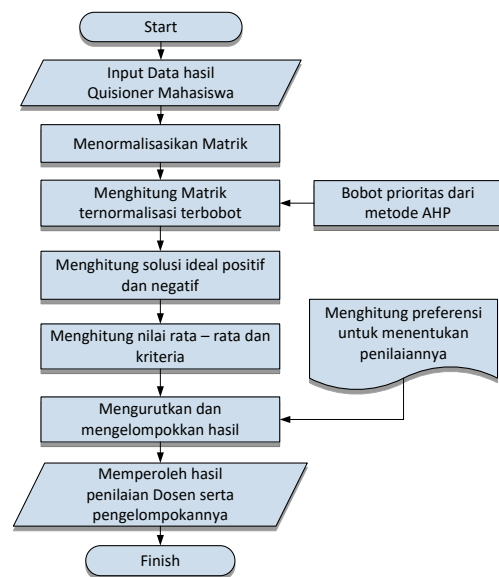 Start
Input Data hasil
Quisioner Mahasiswa
Menormalisasikan Matrik
Menghitung Matrik
ternormalisasi terbobot
Bobot prioritas dari
metode AHP
Menghitung solusi ideal positif
dan negatif
Menghitung nilai rata – rata dan
kriteria
Menghitung preferensi
untuk menentukan
penilaiannya
Mengurutkan dan
mengelompokkan hasil
Memperoleh hasil
penilaian Dosen serta
pengelompokannya
Finish